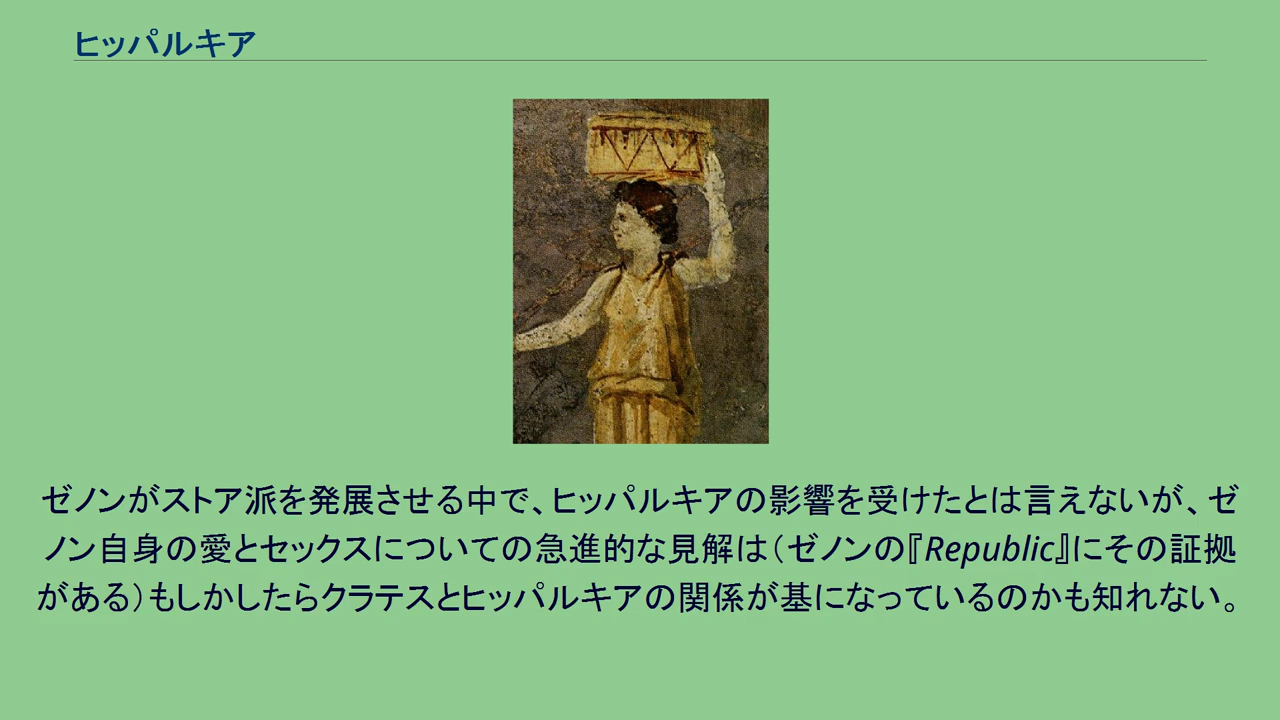 ヒッパルキア
ゼノンがストア派を発展させる中で、ヒッパルキアの影響を受けたとは言えないが、ゼ
ノン自身の愛とセックスについての急進的な見解は（ゼノンの『Republic』にその証拠
がある）もしかしたらクラテスとヒッパルキアの関係が基になっているのかも知れない。